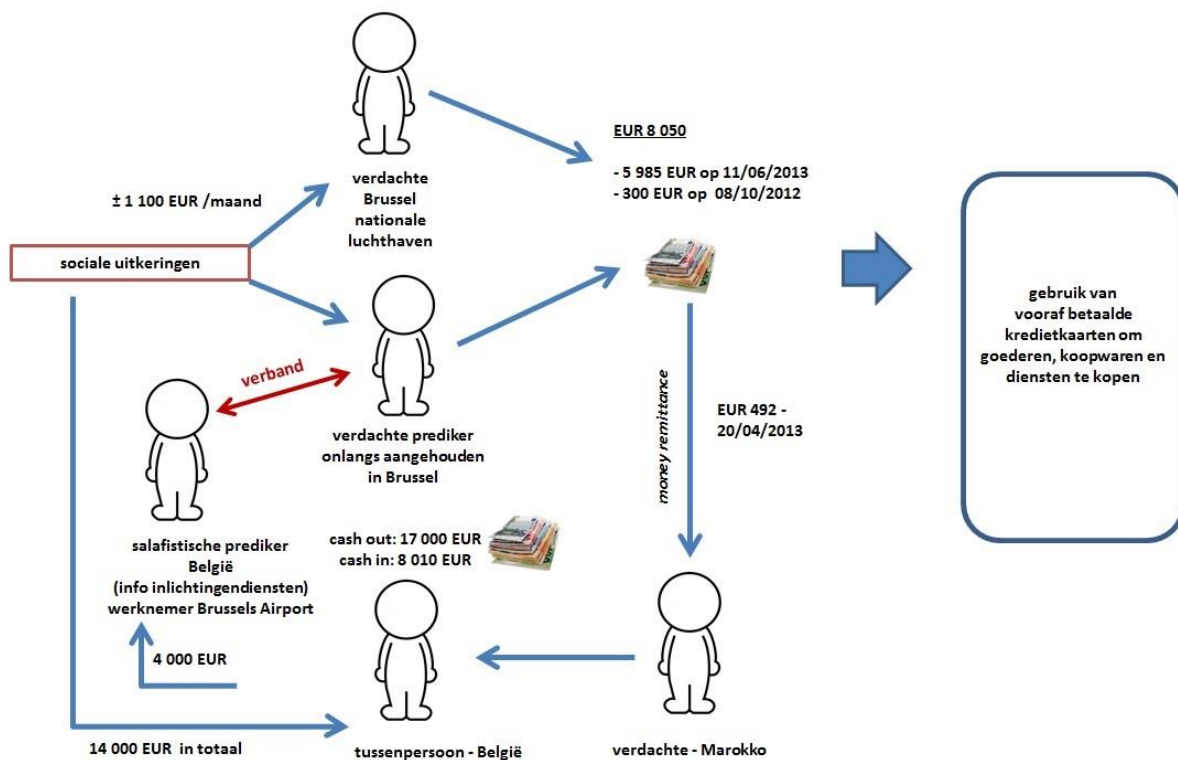 EUR 8 050
- 5 985 EUR op 11/06/2013
- 300 EUR op 08/10/2012
verdachte
Brussel
nationale
luchthaven
± 1 100 EUR /maand
sociale uitkeringen
gebruik van
vooraf betaalde
kredietkaarten om
goederen, koopwaren en
diensten te kopen
verband
EUR 492 -
20/04/2013
money remittance
verdachte prediker
onlangs aangehouden
in Brussel
cash out: 17 000 EUR
cash in: 8 010 EUR
salafistische prediker
België
(info inlichtingendiensten)
werknemer Brussels Airport
4 000 EUR
14 000 EUR in totaal
tussenpersoon - België
verdachte - Marokko